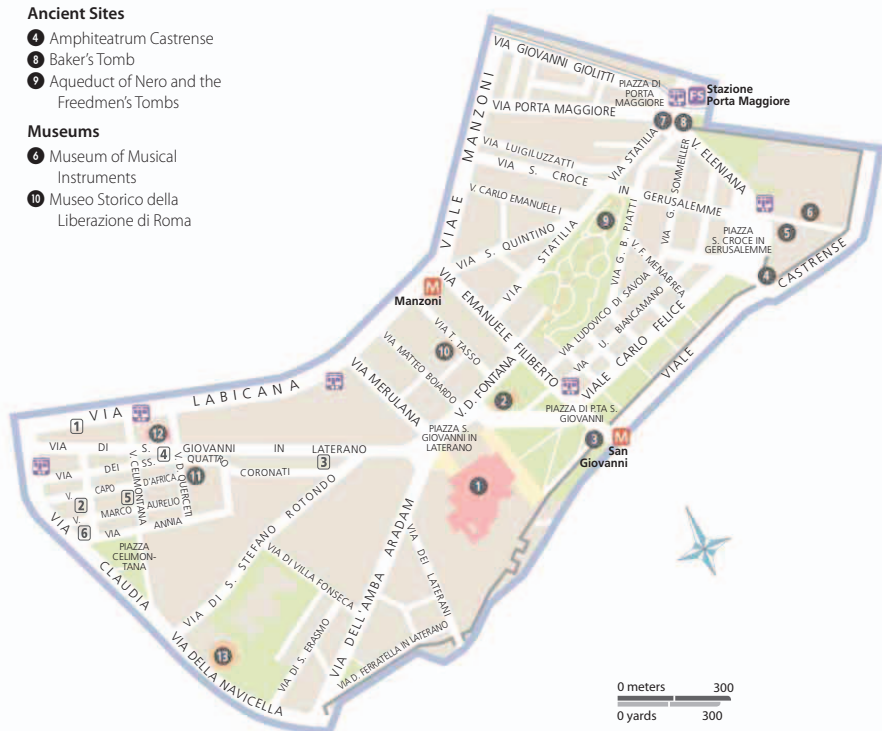 Ancient Sites
4 Amphiteatrum Castrense
8 Baker's Tomb
9 Aqueduct of Nero and the
Freedmen's Tombs
Museums
6 Museum of Musical
Instruments
10 Museo Storico della
Liberazione di Roma
VIA GIOVANNI GIOLITTI
PIAZZA DI
PORTA
MAGGIORE
FS
Stazione
Porta Maggiore
VIALE MANZONI
VIA PORTA MAGGIORE
7
8
VIA LUIGILUZZATTI
VIA STATILIA
VIA G. SOMMEILLER
V. ELENIANA
VIA S. CROCE IN GERUSALEMME
V. CARLO EMANUELE I
9
6
5
VIA S. QUINTINO
VIA STATILIA
VIA G. B. PIATTI
V. F. MENABREA
PIAZZA
S. CROCE IN
GERUSALEMME
4
CASTRENSE
M
Manzoni
VIA EMANUELE FILIBERTO
VIA LUDOVICO DI SAVOIA
VIA U. BIANCAMANO
VIALE CARLO FELICE
VIALE
VIA T. TASSO
10
VIA MATTEO BOIARDO
VIA MERULANA
V. D. FONTANA
2
VIA LABICANA
PIAZZA DI P.TA S.
GIOVANNI
PIAZZA S.
GIOVANNI IN
LATERANO
3
M
San
Giovanni
1
12
VIA DI S. GIOVANNI IN LATERANO
4
3
VIA DEI SS. QUATTRO CORONATI
11
V. CAPO D'AFRICA
V. CELIMONTANA
V. D. QUERCETI
2
5
V. MARCO AURELIO
6
VIA ANNIA
1
PIAZZA
CELIMON-
TANA
VIA CLAUDIA
VIA DI S. STEFANO ROTONDO
VIA DI VILLA FONSECA
VIA DELL'AMBA ARADAM
VIA DEI LATERANI
13
VIA DI S. ERASMO
VIA D. FERRATELLA IN LATERANO
VIA DELLA NAVICELLA
0 meters 300
0 yards 300